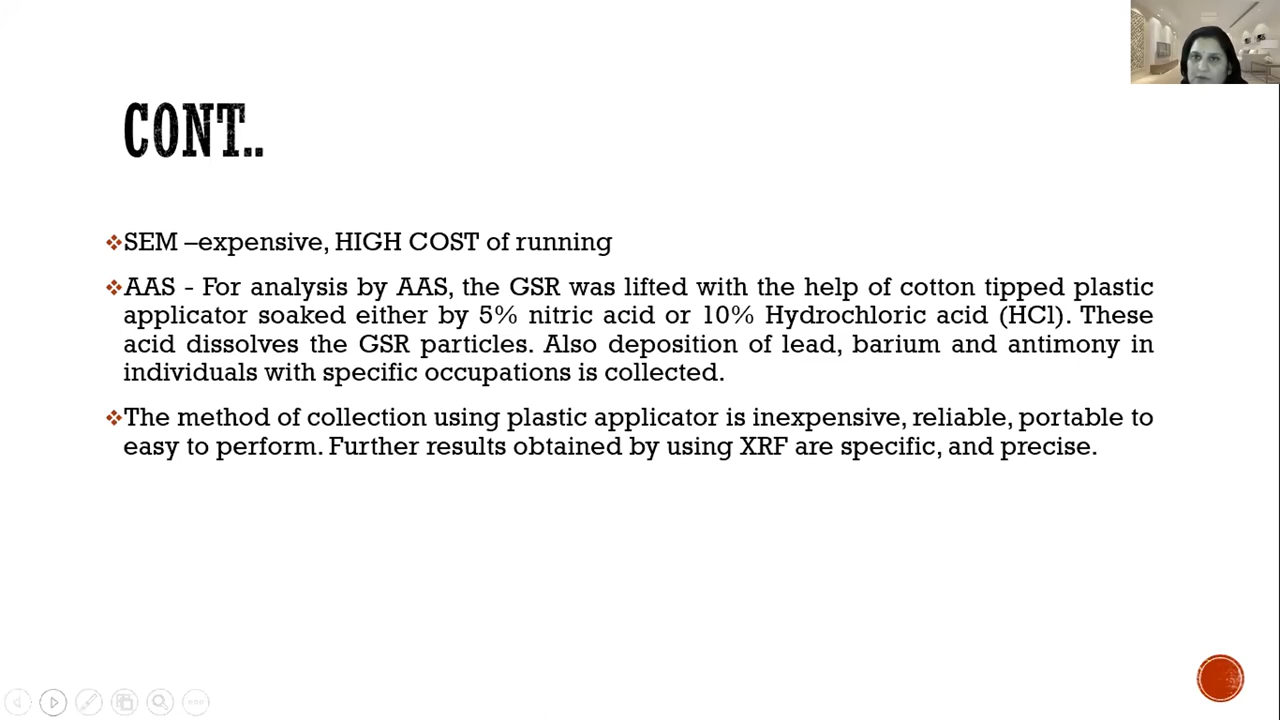 CONT..
SEM –expensive, HIGH COST of running
AAS - For analysis by AAS, the GSR was lifted with the help of cotton tipped plastic
applicator soaked either by 5% nitric acid or 10% Hydrochloric acid (HCl). These
acid dissolves the GSR particles. Also deposition of lead, barium and antimony in
individuals with specific occupations is collected.
The method of collection using plastic applicator is inexpensive, reliable, portable to
easy to perform. Further results obtained by using XRF are specific, and precise.